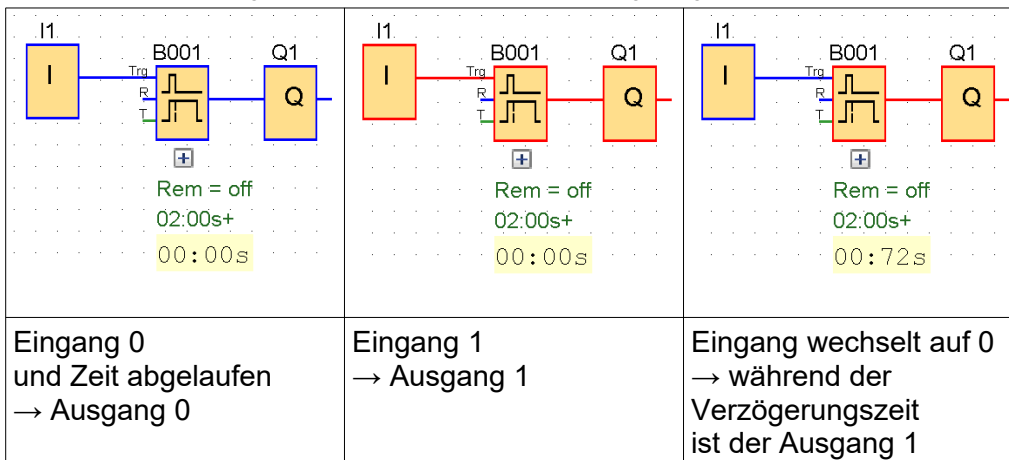 I1
B001
Q1
Trg
I
R
Q
T
Rem = off
02:00s+
00:00s
I1
B001
Q1
Trg
I
R
Q
T
Rem = off
02:00s+
00:00s
I1
B001
Q1
Trg
I
R
Q
T
Rem = off
02:00s+
00:72s
Eingang 0
und Zeit abgelaufen
→ Ausgang 0
Eingang 1
→ Ausgang 1
Eingang wechselt auf 0
→ während der
Verzögerungszeit
ist der Ausgang 1